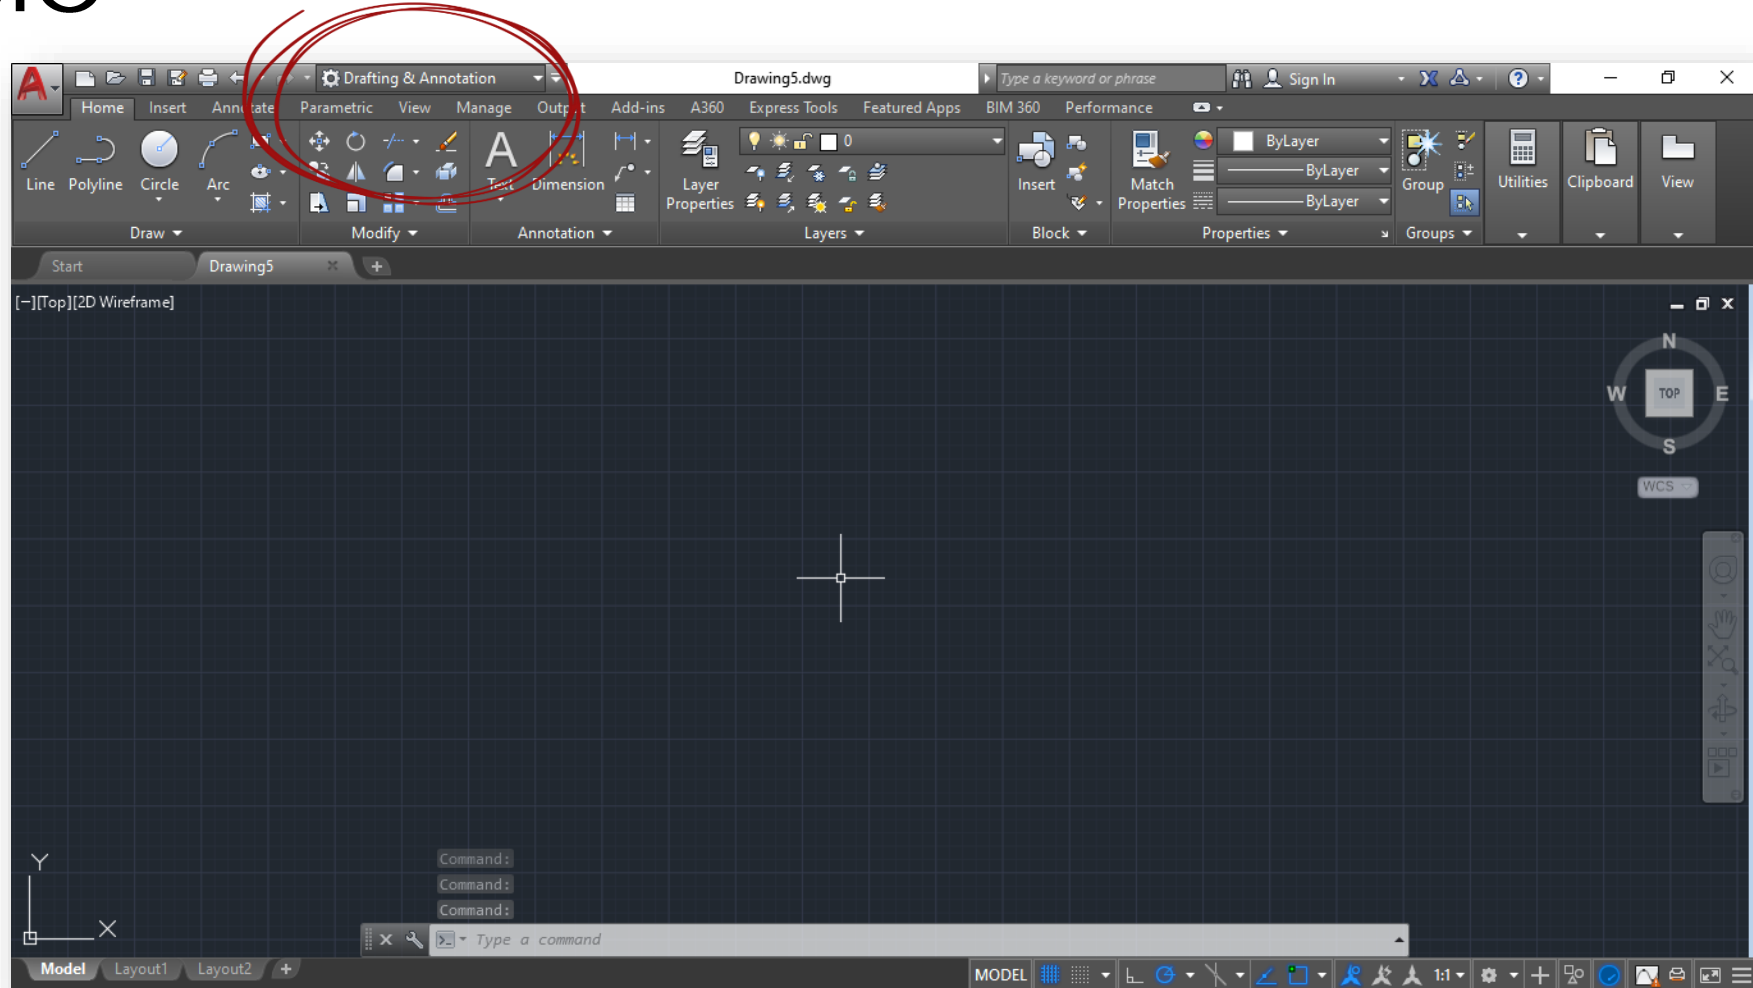 Drafting & Annotation
Drawing5.dwg
Type a keyword or phrase
Sign In
Home Insert Annotate Parametric View Manage Output Add-ins A360 Express Tools Featured Apps BIM 360 Performance
0
ByLayer
Line Polyline Circle Arc
Text Dimension
Layer Properties
Insert
Match Properties
ByLayer
ByLayer
Group
Utilities Clipboard View
Draw Modify Annotation Layers Block Properties Groups
Start Drawing5
[−][Top][2D Wireframe]
N
W TOP E
S
WCS
Y
X
Command:
Command:
Command:
Type a command
Model Layout1 Layout2
MODEL 1:1